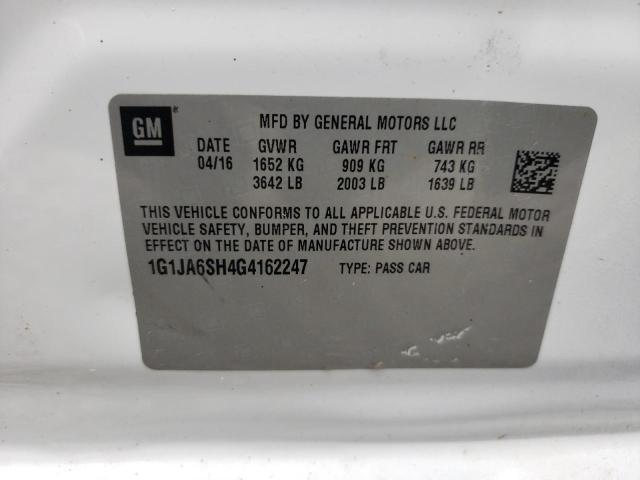 GM
MFD BY GENERAL MOTORS LLC
DATE GVWR GAWR FRT GAWR RR
04/16 1652 KG 909 KG 743 KG
3642 LB 2003 LB 1639 LB
THIS VEHICLE CONFORMS TO ALL APPLICABLE U.S. FEDERAL MOTOR
VEHICLE SAFETY, BUMPER, AND THEFT PREVENTION STANDARDS IN
EFFECT ON THE DATE OF MANUFACTURE SHOWN ABOVE.
1G1JA6SH4G4162247 TYPE: PASS CAR